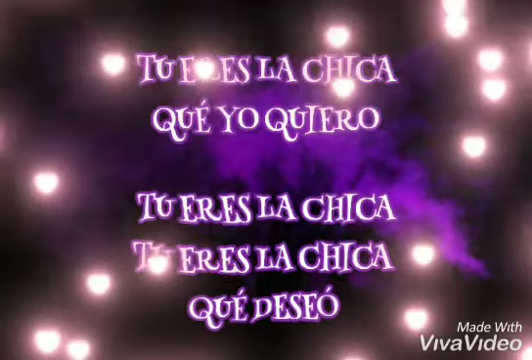 TU ERES LA CHICA
QUÉ YO QUIERO
TU ERES LA CHICA
TU ERES LA CHICA
QUÉ DESEÓ
Made With
VivaVideo